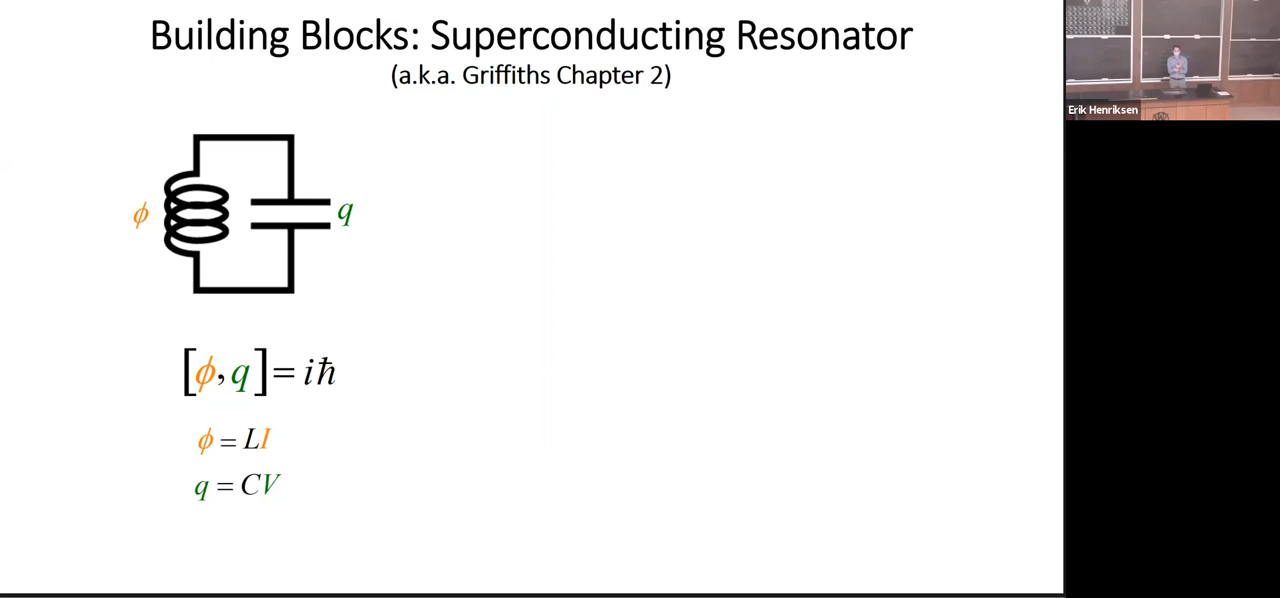 Building Blocks: Superconducting Resonator
(a.k.a. Griffiths Chapter 2)
Erik Henriksen
ϕ
q
[ϕ,q]=iħ
ϕ = LI
q = CV